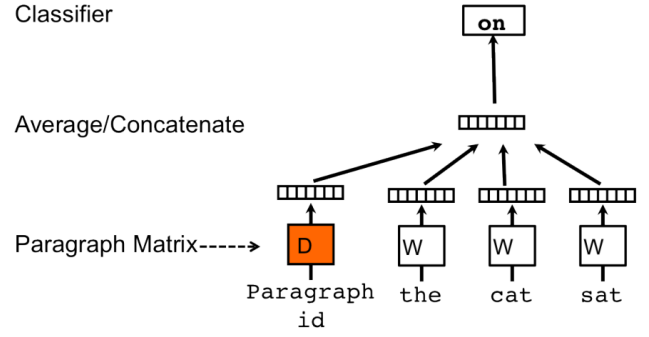 Classifier
on
Average/Concatenate
Paragraph Matrix
D
W
W
W
Paragraph
id
the
cat
sat